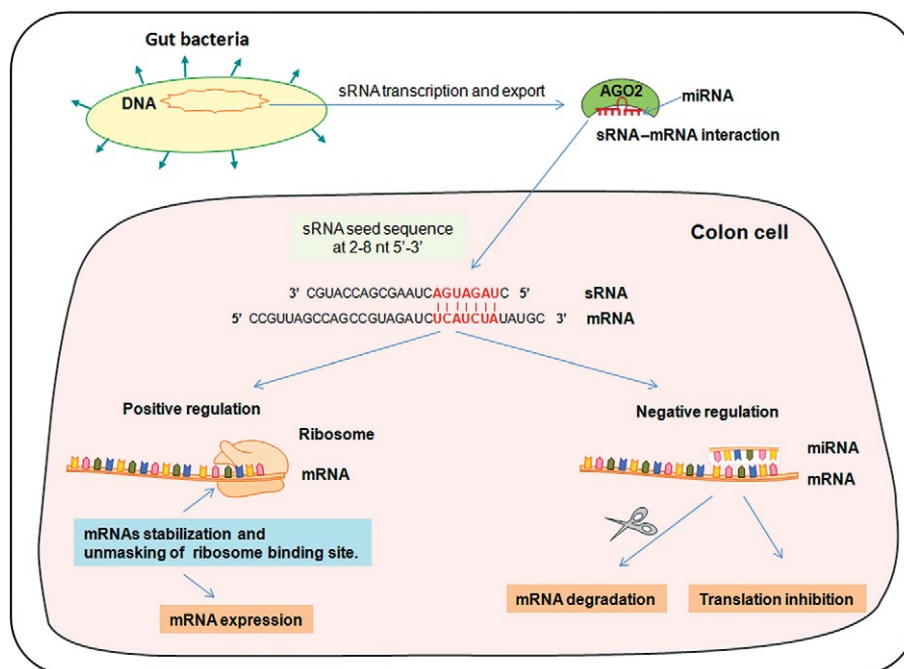 Gut bacteria
DNA
sRNA transcription and export
AGO2
miRNA
sRNA–mRNA interaction
sRNA seed sequence
at 2-8 nt 5’-3’
Colon cell
3’ CGUACCAGCGAAUCAGUAGAUC 5’
sRNA
5’ CCGUUAGCCAGCCGUAGAUCUCAUCUAUAUGC 3’
mRNA
Positive regulation
Ribosome
mRNA
mRNAs stabilization and
unmasking of ribosome binding site.
mRNA expression
Negative regulation
miRNA
mRNA
mRNA degradation
Translation inhibition